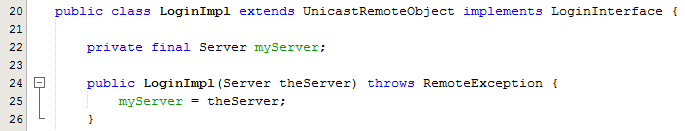 20 public class LoginImpl extends UnicastRemoteObject implements LoginInterface {
21
22 private final Server myServer;
23
24 public LoginImpl(Server theServer) throws RemoteException {
25 myServer = theServer;
26 }